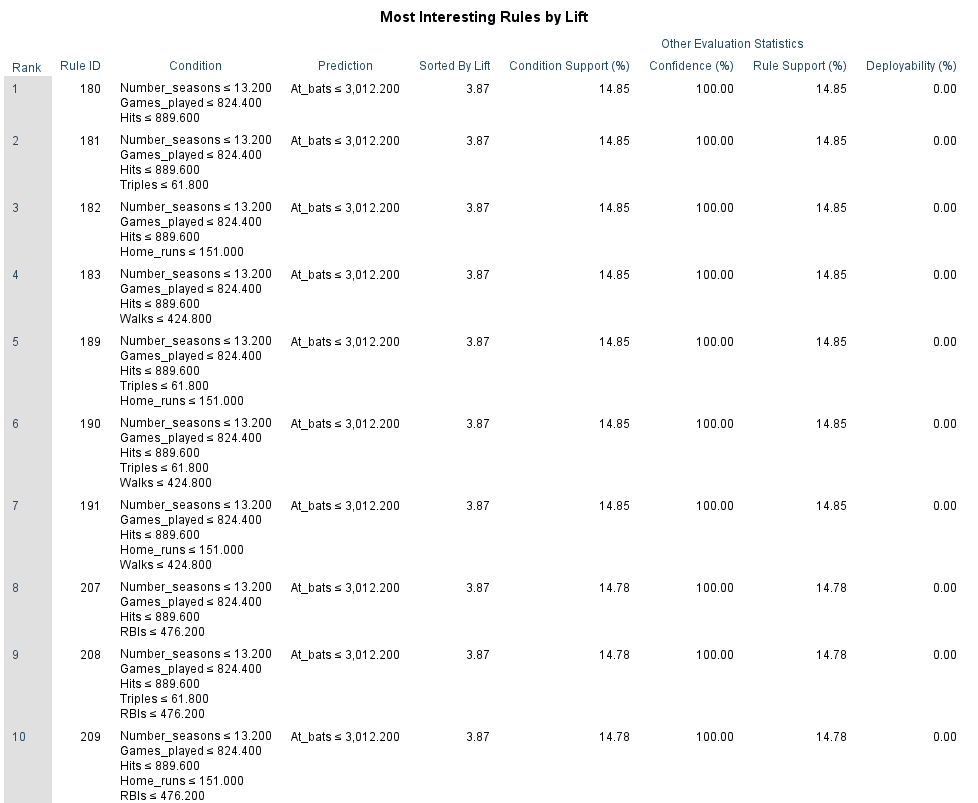 Most Interesting Rules by Lift
Other Evaluation Statistics
Rank Rule ID Condition Prediction Sorted By Lift Condition Support (%) Confidence (%) Rule Support (%) Deployability (%)
1 180 Number_seasons ≤ 13.200 At_bats ≤ 3,012.200 3.87 14.85 100.00 14.85 0.00
Games_played ≤ 824.400
Hits ≤ 889.600
2 181 Number_seasons ≤ 13.200 At_bats ≤ 3,012.200 3.87 14.85 100.00 14.85 0.00
Games_played ≤ 824.400
Hits ≤ 889.600
Triples ≤ 61.800
3 182 Number_seasons ≤ 13.200 At_bats ≤ 3,012.200 3.87 14.85 100.00 14.85 0.00
Games_played ≤ 824.400
Hits ≤ 889.600
Home_runs ≤ 151.000
4 183 Number_seasons ≤ 13.200 At_bats ≤ 3,012.200 3.87 14.85 100.00 14.85 0.00
Games_played ≤ 824.400
Hits ≤ 889.600
Walks ≤ 424.800
5 189 Number_seasons ≤ 13.200 At_bats ≤ 3,012.200 3.87 14.85 100.00 14.85 0.00
Games_played ≤ 824.400
Hits ≤ 889.600
Triples ≤ 61.800
Home_runs ≤ 151.000
6 190 Number_seasons ≤ 13.200 At_bats ≤ 3,012.200 3.87 14.85 100.00 14.85 0.00
Games_played ≤ 824.400
Hits ≤ 889.600
Triples ≤ 61.800
Walks ≤ 424.800
7 191 Number_seasons ≤ 13.200 At_bats ≤ 3,012.200 3.87 14.85 100.00 14.85 0.00
Games_played ≤ 824.400
Hits ≤ 889.600
Home_runs ≤ 151.000
Walks ≤ 424.800
8 207 Number_seasons ≤ 13.200 At_bats ≤ 3,012.200 3.87 14.78 100.00 14.78 0.00
Games_played ≤ 824.400
Hits ≤ 889.600
RBIs ≤ 476.200
9 208 Number_seasons ≤ 13.200 At_bats ≤ 3,012.200 3.87 14.78 100.00 14.78 0.00
Games_played ≤ 824.400
Hits ≤ 889.600
Triples ≤ 61.800
RBIs ≤ 476.200
10 209 Number_seasons ≤ 13.200 At_bats ≤ 3,012.200 3.87 14.78 100.00 14.78 0.00
Games_played ≤ 824.400
Hits ≤ 889.600
Home_runs ≤ 151.000
RBIs ≤ 476.200